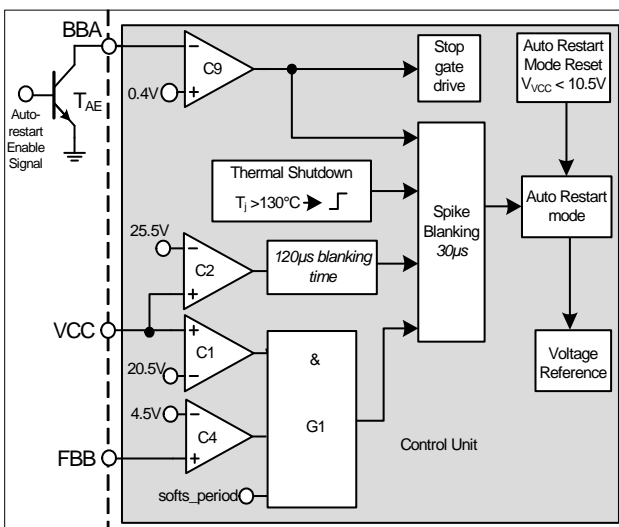 BBA
C9
0.4V
Stop
gate
drive
Auto Restart
Mode Reset
VVCC < 10.5V
TAE
Auto-
restart
Enable
Signal
Thermal Shutdown
Tj >130°C
Spike
Blanking
30µs
Auto Restart
mode
25.5V
C2
120µs blanking
time
VCC
C1
20.5V
&
G1
Voltage
Reference
4.5V
C4
FBB
softs_period
Control Unit